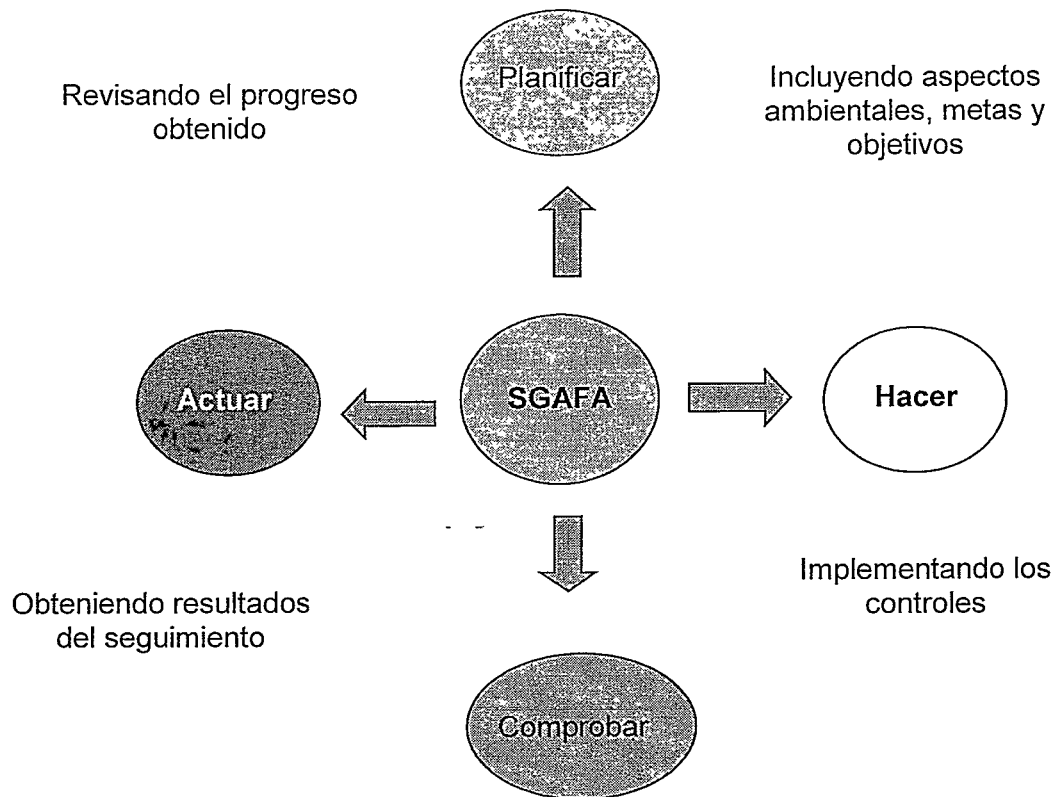 Planificar
Revisando el progreso
obtenido
Incluyendo aspectos
ambientales, metas y
objetivos
Actuar
SGAFA
Hacer
Obteniendo resultados
del seguimiento
Implementando los
controles
Comprobar